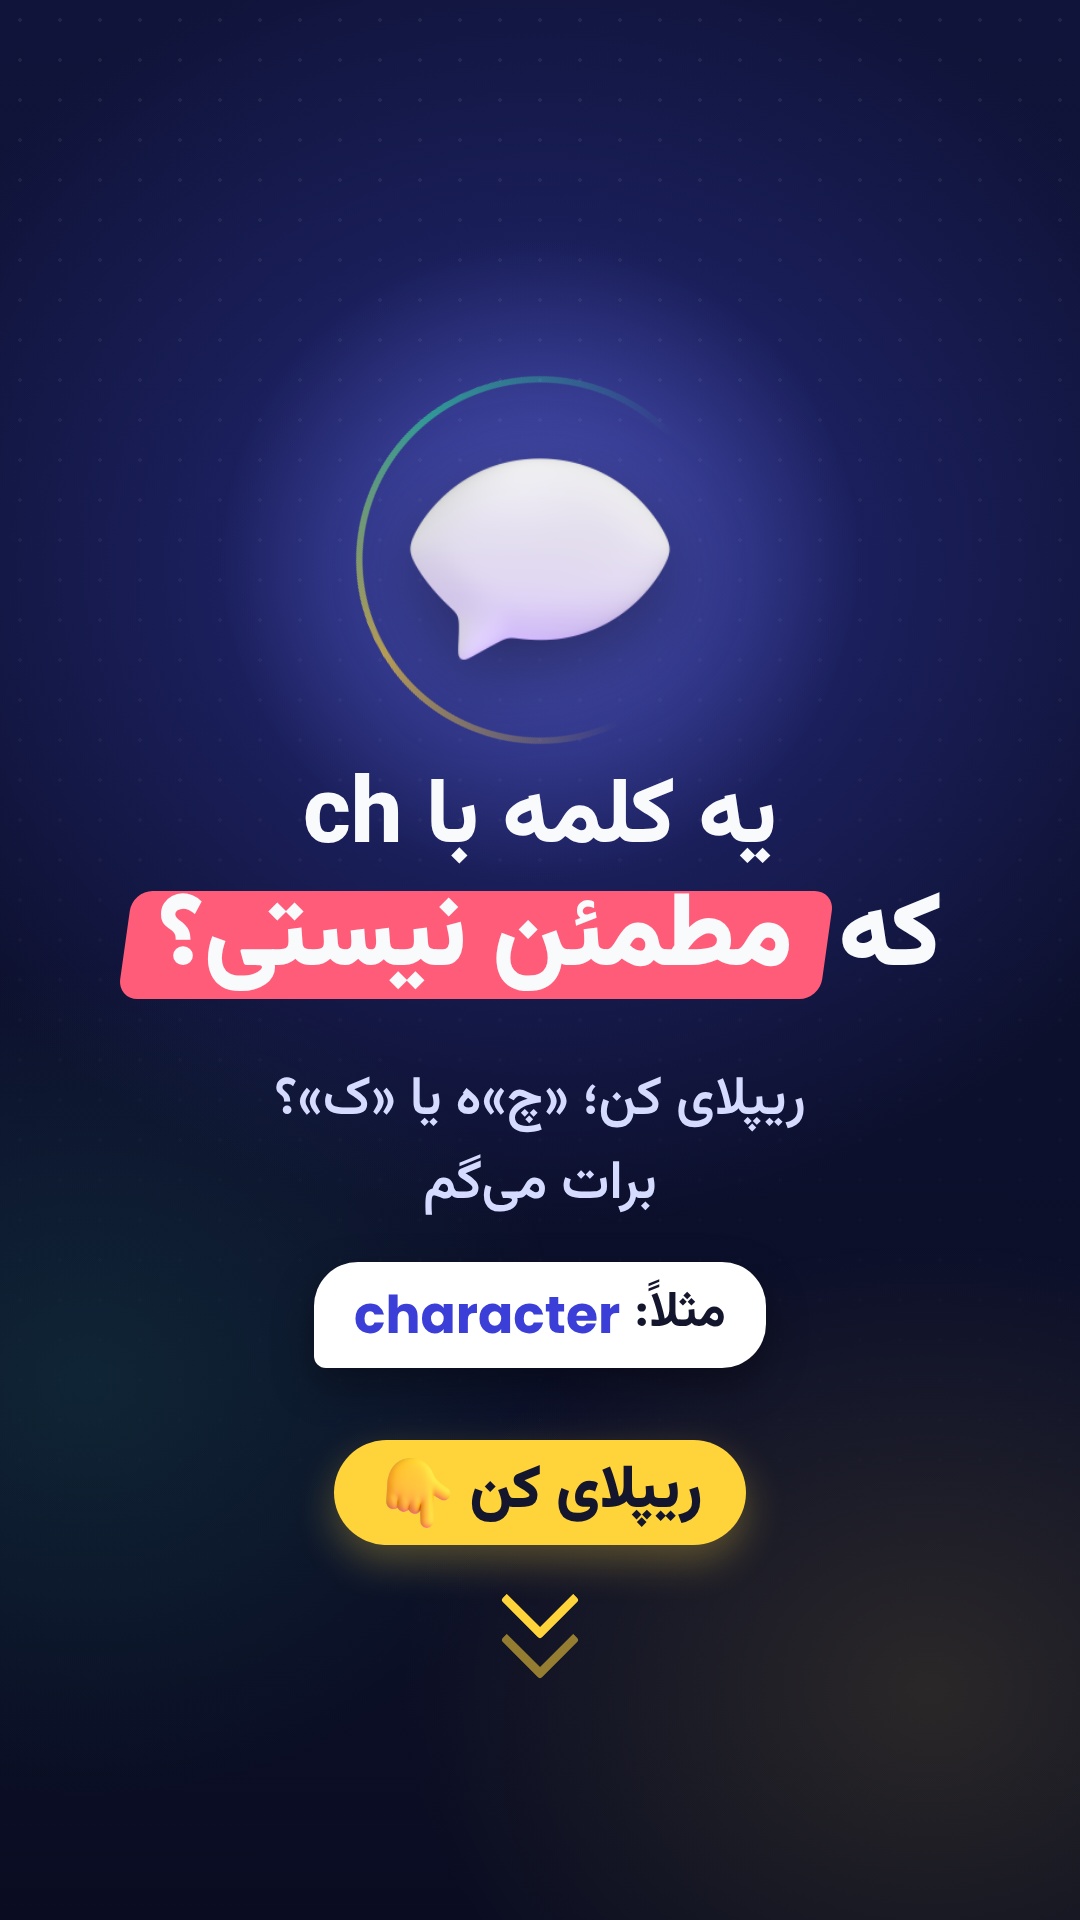 یه کلمه با ch
که مطمئن نیستی؟
ریپلای کن؛ «چ»ه یا «ک»؟
برات می‌گم
مثلاً: character
ریپلای کن 👇